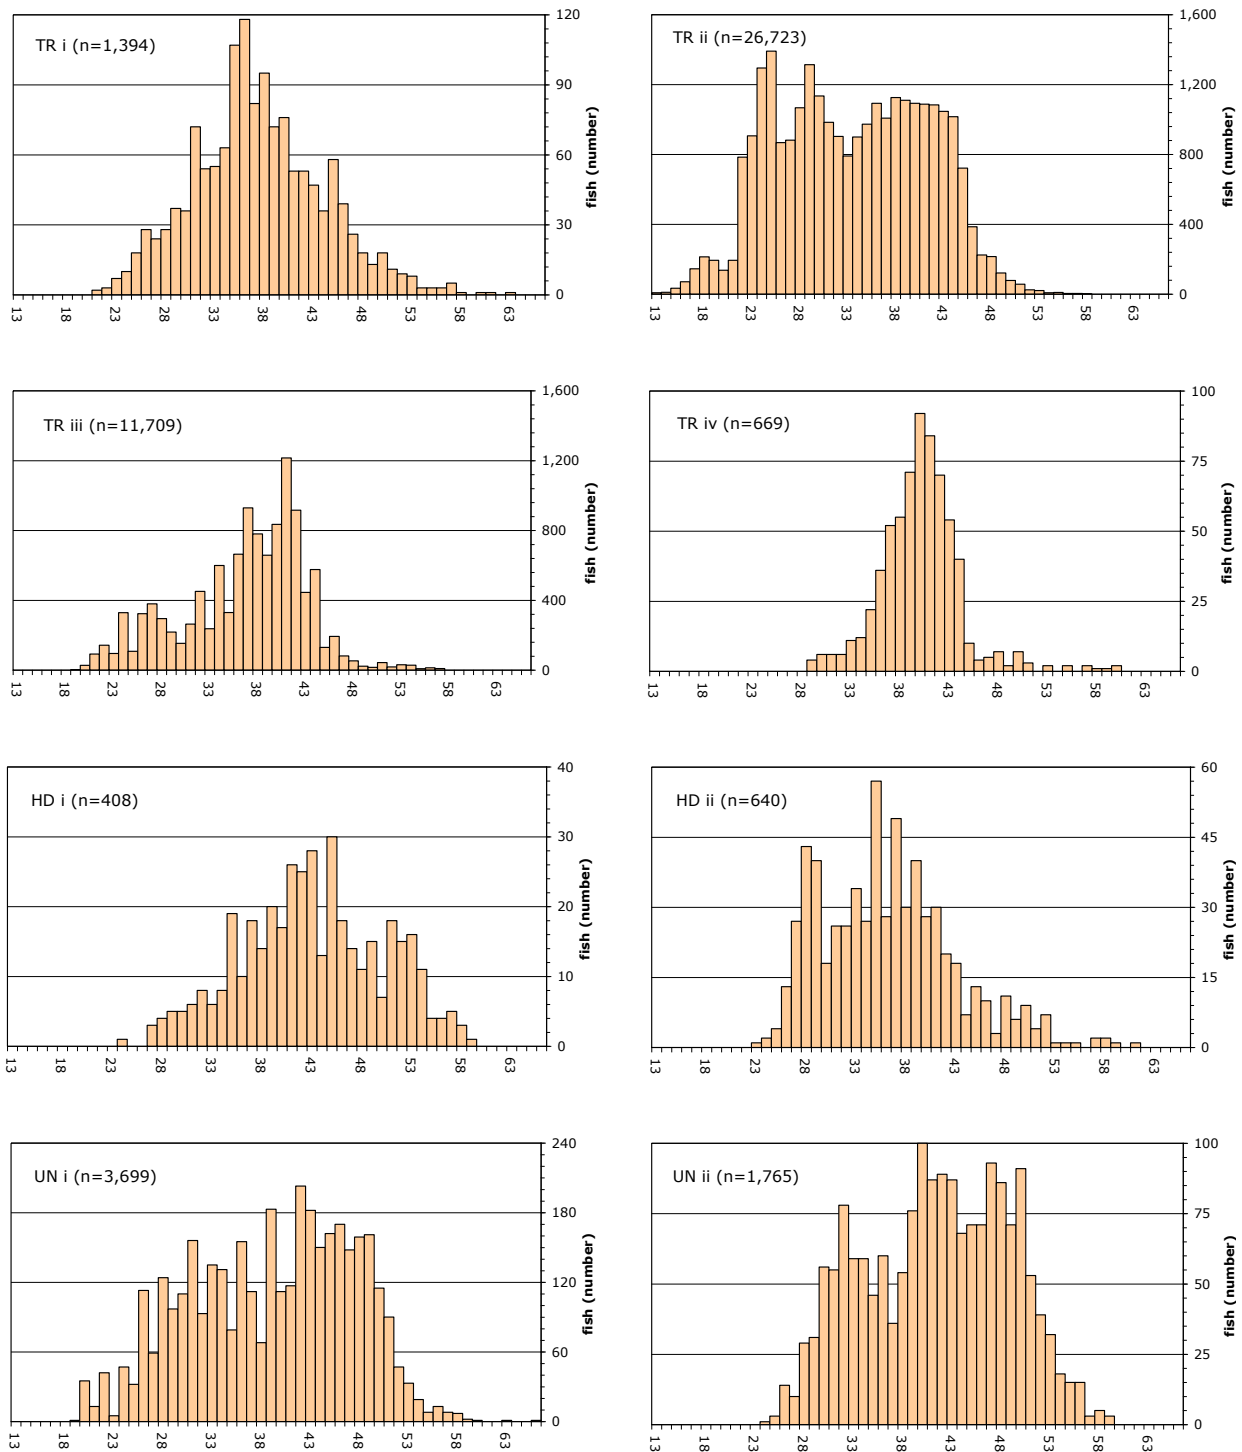 TR i (n=1,394)
120
90
60
30
0
fish (number)
13 18 23 28 33 38 43 48 53 58 63
TR ii (n=26,723)
1,600
1,200
800
400
0
fish (number)
13 18 23 28 33 38 43 48 53 58 63
TR iii (n=11,709)
1,600
1,200
800
400
0
fish (number)
13 18 23 28 33 38 43 48 53 58 63
TR iv (n=669)
100
75
50
25
0
fish (number)
13 18 23 28 33 38 43 48 53 58 63
HD i (n=408)
40
30
20
10
0
fish (number)
13 18 23 28 33 38 43 48 53 58 63
HD ii (n=640)
60
45
30
15
0
fish (number)
13 18 23 28 33 38 43 48 53 58 63
UN i (n=3,699)
240
180
120
60
0
fish (number)
13 18 23 28 33 38 43 48 53 58 63
UN ii (n=1,765)
100
75
50
25
0
fish (number)
13 18 23 28 33 38 43 48 53 58 63